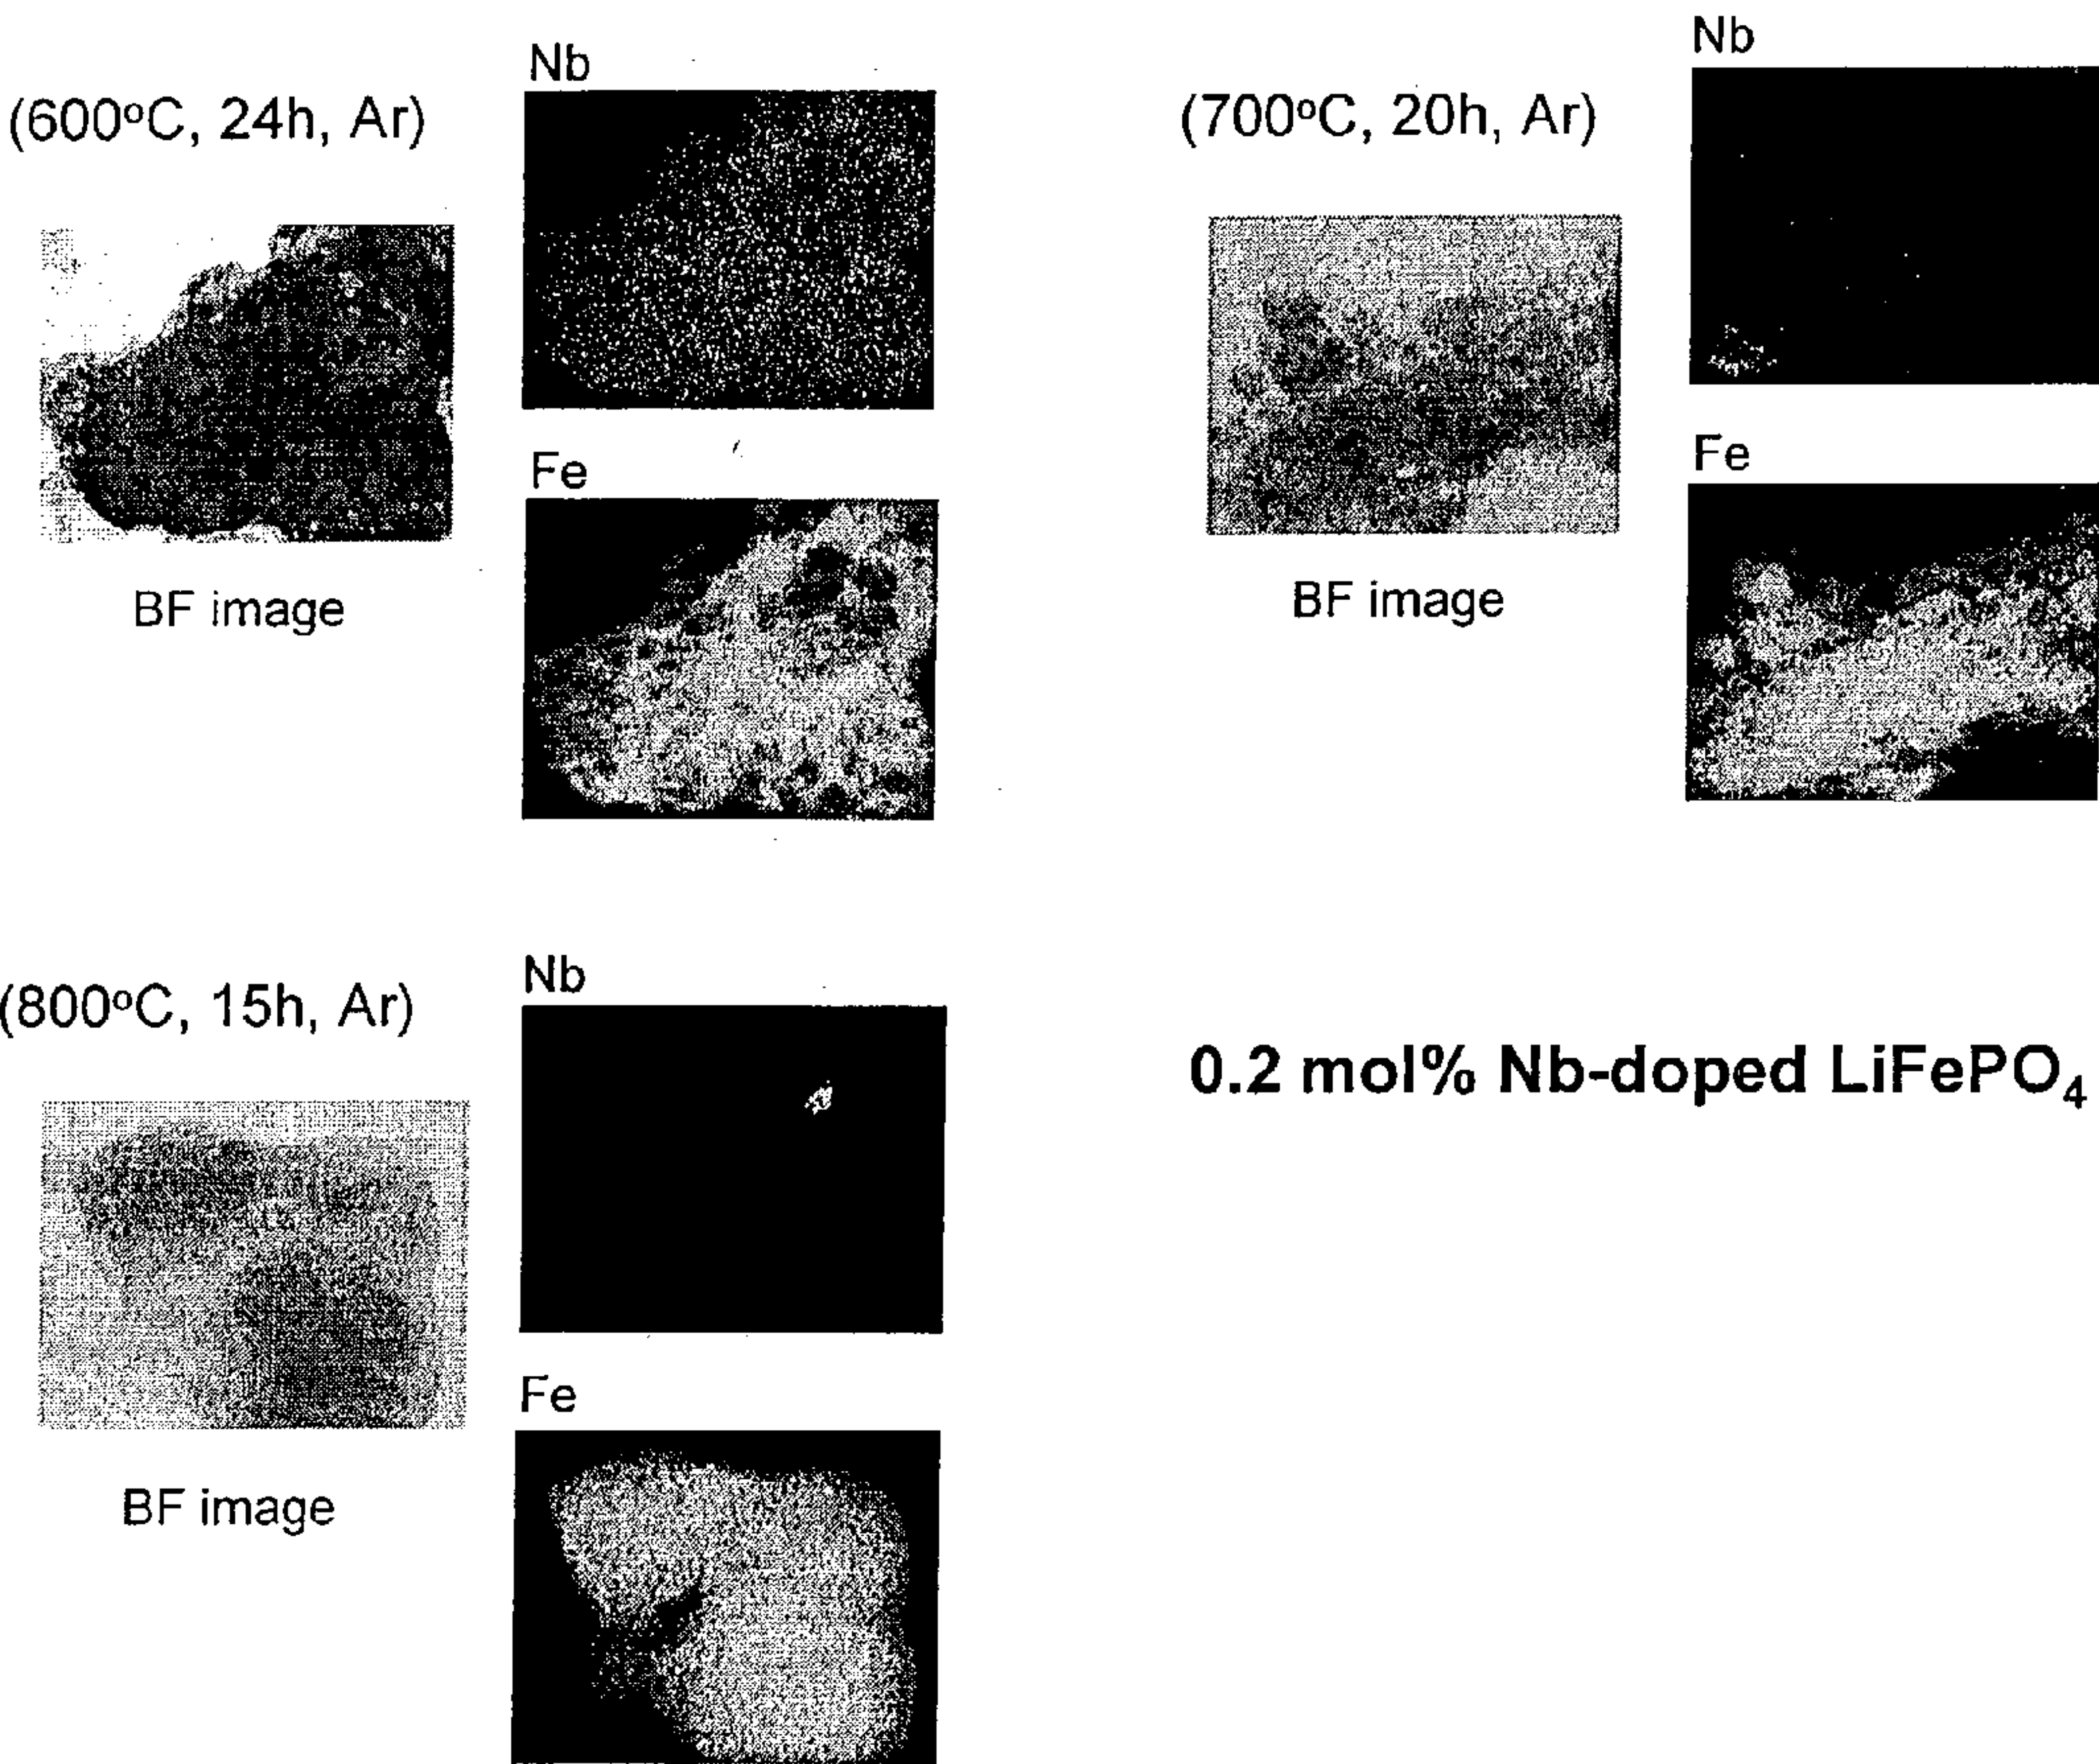 (600°C, 24h, Ar)
Nb
BF image
Fe
(700°C, 20h, Ar)
Nb
BF image
Fe
(800°C, 15h, Ar)
Nb
BF image
Fe
0.2 mol% Nb-doped LiFePO₄